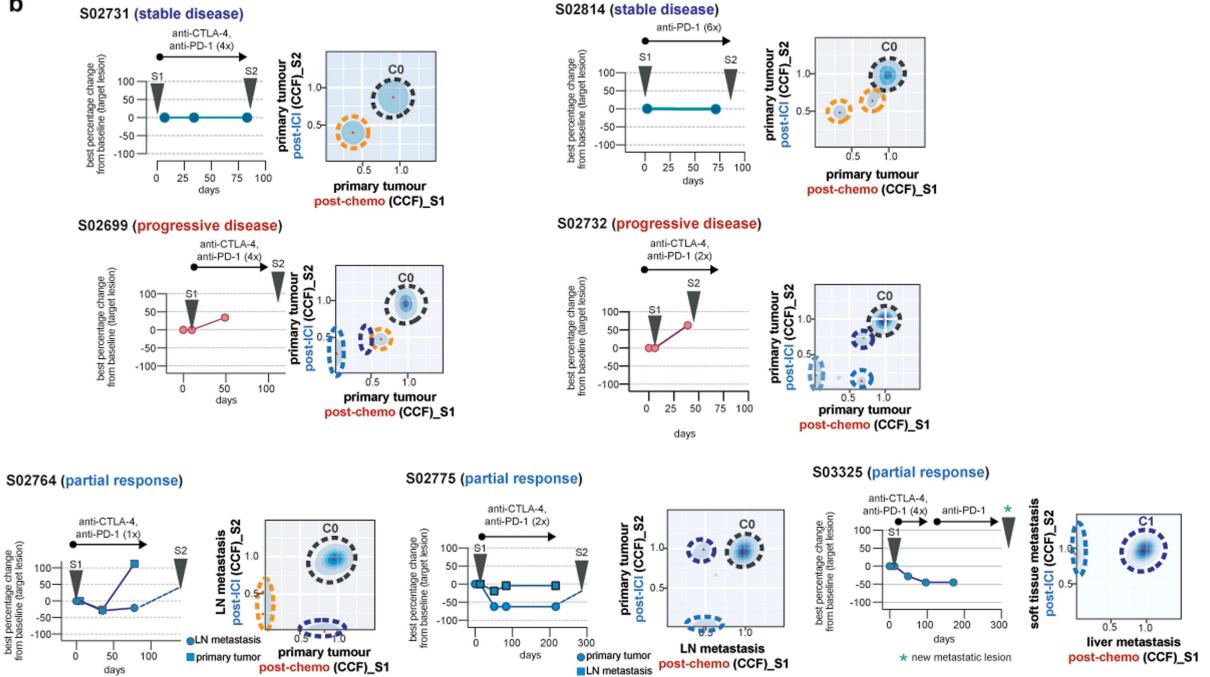 b
S02731 (stable disease)
anti-CTLA-4,
anti-PD-1 (4x)
S1
S2
best percentage change
from baseline (target lesion)
100
50
0
-50
-100
0 25 50 75 100
days
primary tumour
post-ICI (CCF)_S2
C0
1.0
0.5
0.5 1.0
primary tumour
post-chemo (CCF)_S1
S02814 (stable disease)
anti-PD-1 (6x)
S1
S2
best percentage change
from baseline (target lesion)
100
50
0
-50
-100
0 25 50 75 100
days
primary tumour
post-ICI (CCF)_S2
C0
1.0
0.5
0.5 1.0
primary tumour
post-chemo (CCF)_S1
S02699 (progressive disease)
anti-CTLA-4,
anti-PD-1 (4x)
S1
S2
best percentage change
from baseline (target lesion)
100
50
0
-50
-100
0 50 100
days
primary tumour
post-ICI (CCF)_S2
C0
1.0
0.5
0.5 1.0
primary tumour
post-chemo (CCF)_S1
S02732 (progressive disease)
anti-CTLA-4,
anti-PD-1 (2x)
S1
S2
best percentage change
from baseline (target lesion)
100
50
0
-50
-100
0 25 50 75 100
days
primary tumour
post-ICI (CCF)_S2
C0
1.0
0.5
0.5 1.0
primary tumour
post-chemo (CCF)_S1
S02764 (partial response)
anti-CTLA-4,
anti-PD-1 (1x)
S1
S2
best percentage change
from baseline (target lesion)
100
50
0
-50
-100
0 50 100
days
LN metastasis
primary tumor
LN metastasis
post-ICI (CCF)_S2
C0
1.0
0.5
0.5 1.0
primary tumour
post-chemo (CCF)_S1
S02775 (partial response)
anti-CTLA-4,
anti-PD-1 (2x)
S1
S2
best percentage change
from baseline (target lesion)
100
50
0
-50
-100
0 100 200 300
days
primary tumor
LN metastasis
primary tumour
post-ICI (CCF)_S2
C0
1.0
0.5
0.5 1.0
LN metastasis
post-chemo (CCF)_S1
S03325 (partial response)
anti-CTLA-4,
anti-PD-1 (4x) anti-PD-1
S1
*
best percentage change
from baseline (target lesion)
100
50
0
-50
-100
0 100 200 300
days
* new metastatic lesion
soft tissue metastasis
post-ICI (CCF)_S2
C1
1.0
0.5
0.5 1.0
liver metastasis
post-chemo (CCF)_S1